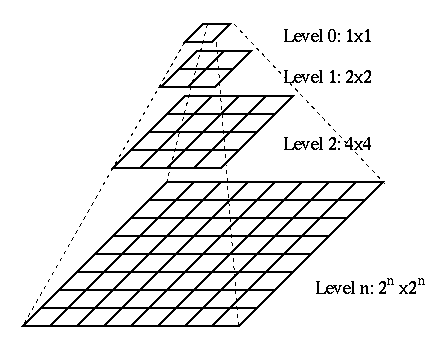 Level 0: 1x1
Level 1: 2x2
Level 2: 4x4
Level n: 2ⁿ x2ⁿ